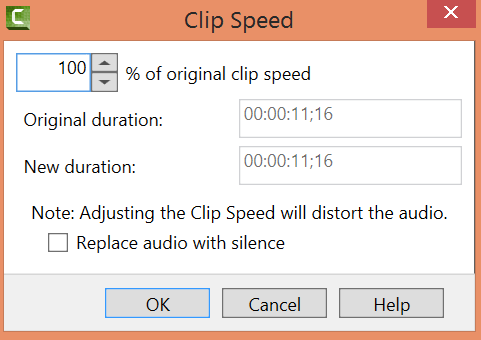 Clip Speed
100 % of original clip speed
Original duration: 00:00:11;16
New duration: 00:00:11;16
Note: Adjusting the Clip Speed will distort the audio.
Replace audio with silence
OK Cancel Help